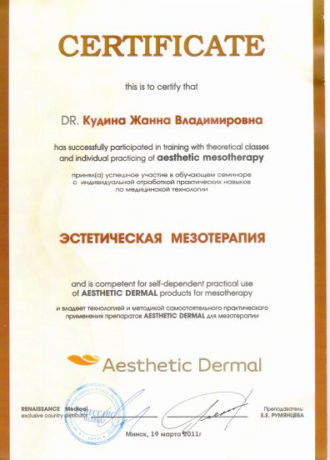 CERTIFICATE
this is to certify that
DR. Кудина Жанна Владимировна
has successfully participated in training with theoretical classes
and individual practicing of aesthetic mesotherapy
принял(а) успешное участие в обучающем семинаре
с индивидуальной отработкой практических навыков
по медицинской технологии
ЭСТЕТИЧЕСКАЯ МЕЗОТЕРАПИЯ
and is competent for self-dependent practical use
of AESTHETIC DERMAL products for mesotherapy
и владеет технологией и методикой самостоятельного практического
применения препаратов AESTHETIC DERMAL для мезотерапии
Aesthetic Dermal
RENAISSANCE Medical
exclusive country
Преподаватель:
Е.Е. РУМЯНЦЕВА
Минск, 19 марта 2011г